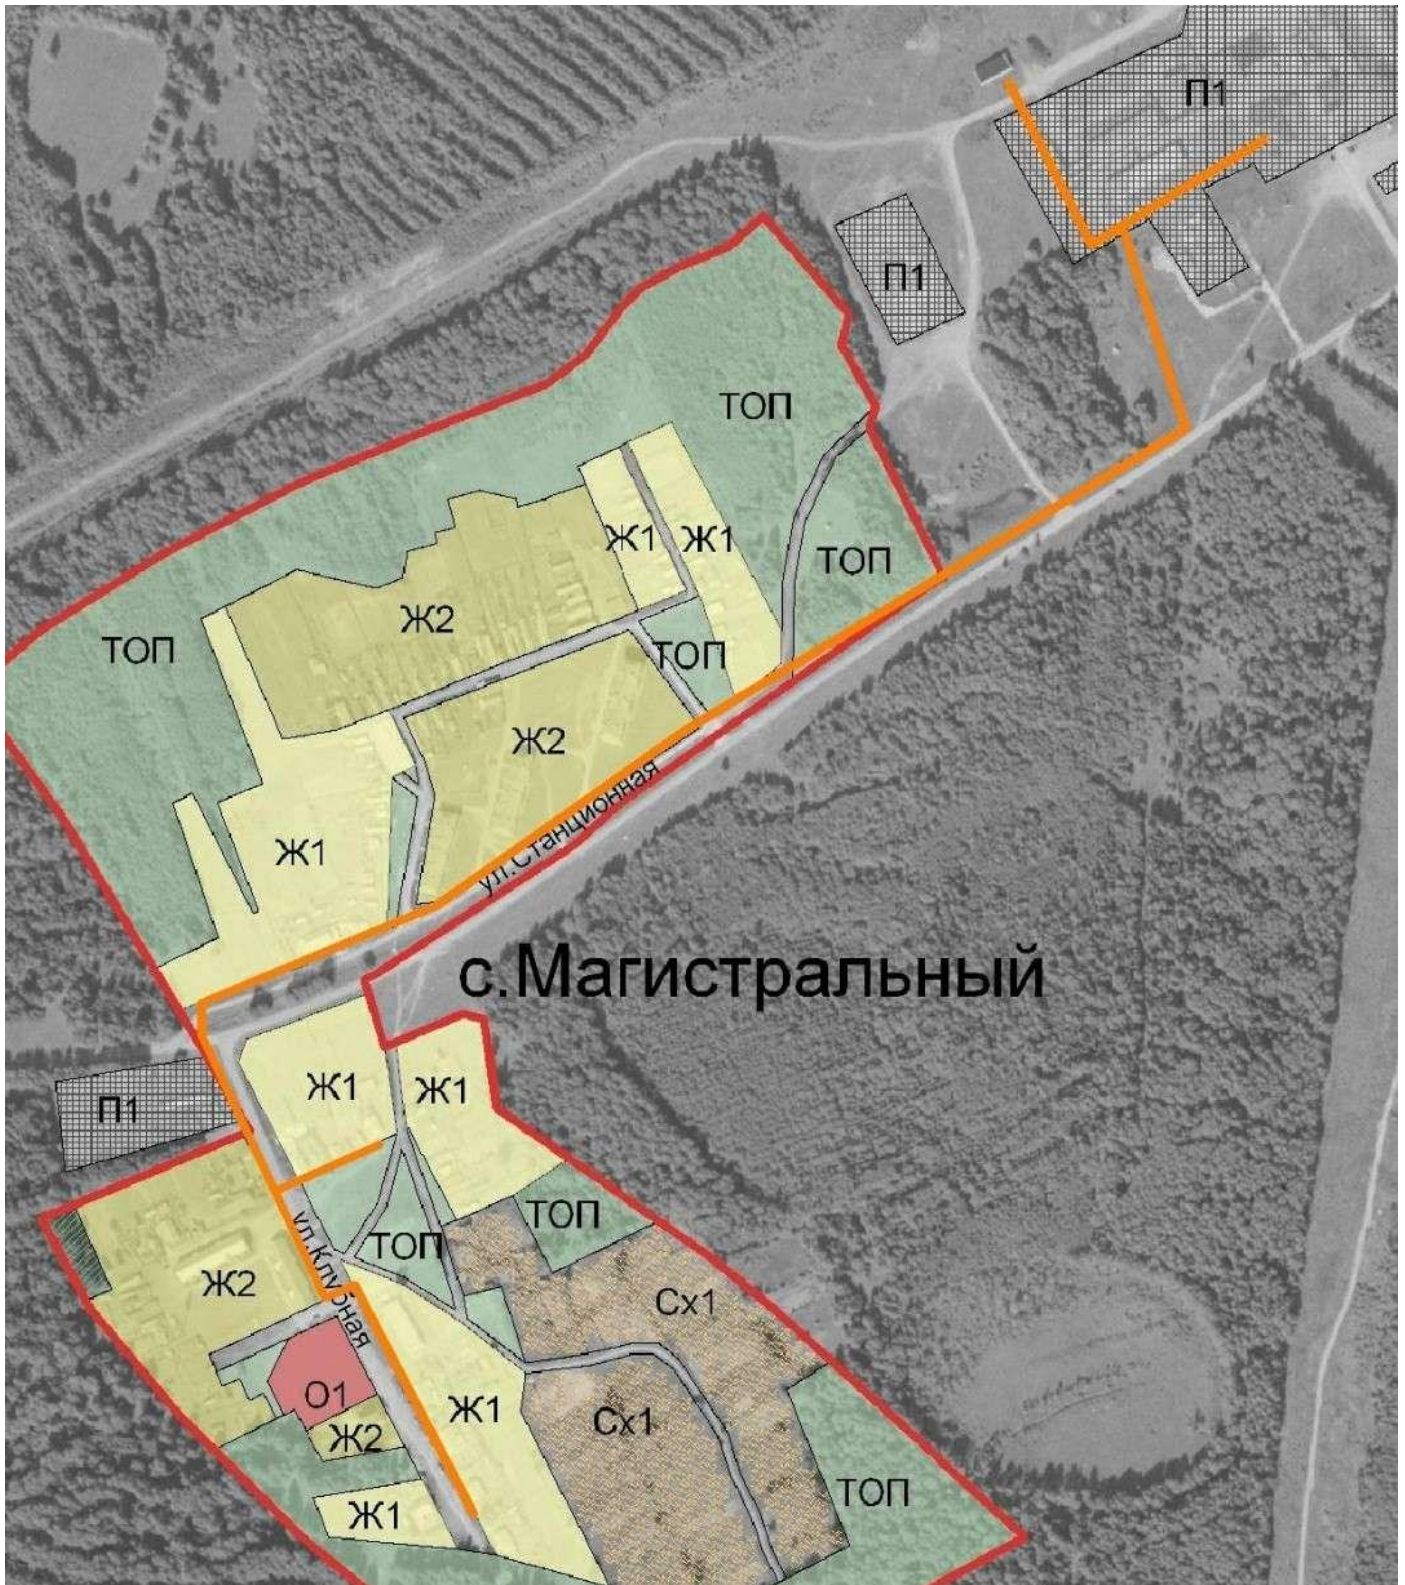 П1
П1
ТОП
Ж1
Ж1
ТОП
Ж2
ТОП
ТОП
Ж2
ул.Станционная
Ж1
с.Магистральный
Ж1
Ж1
П1
ТОП
ТОП
ул.Клубная
Ж2
Сх1
О1
Ж1
Сх1
Ж2
ТОП
Ж1